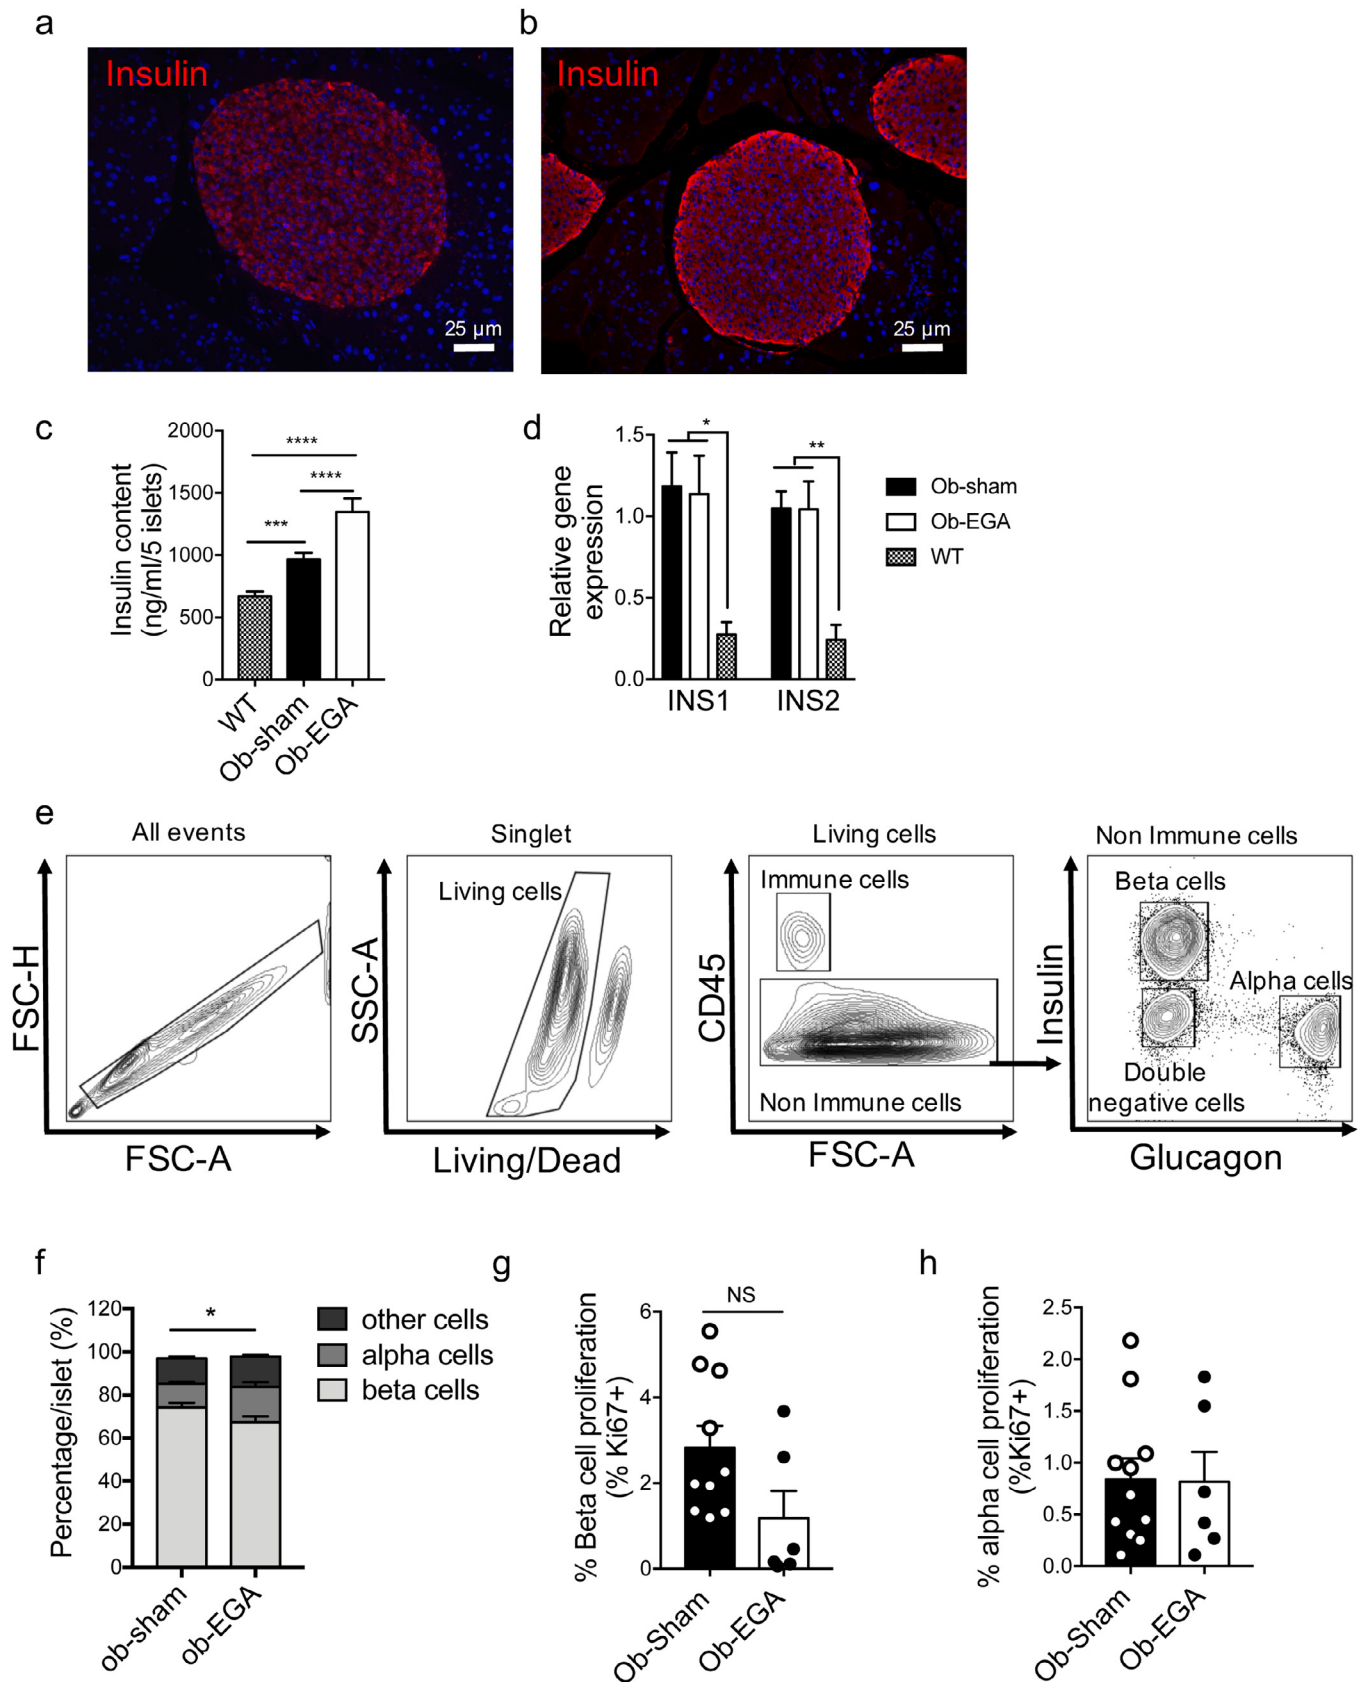 a
b
Insulin
Insulin
25 µm
25 µm
c
d
Insulin content
(ng/ml/5 islets)
2000
1500
1000
500
0
****
****
***
WT
Ob-sham
Ob-EGA
Relative gene
expression
1.5
1.0
0.5
0.0
*
**
INS1
INS2
Ob-sham
Ob-EGA
WT
e
All events
FSC-H
FSC-A
Singlet
Living cells
SSC-A
Living/Dead
Living cells
Immune cells
CD45
Non Immune cells
FSC-A
Non Immune cells
Beta cells
Alpha cells
Insulin
Double
negative cells
Glucagon
f
g
h
Percentage/islet (%)
120
100
80
60
40
20
0
*
ob-sham
ob-EGA
other cells
alpha cells
beta cells
% Beta cell proliferation
(% Ki67+)
6
4
2
0
NS
Ob-Sham
Ob-EGA
% alpha cell proliferation
(%Ki67+)
2.5
2.0
1.5
1.0
0.5
0.0
Ob-Sham
Ob-EGA